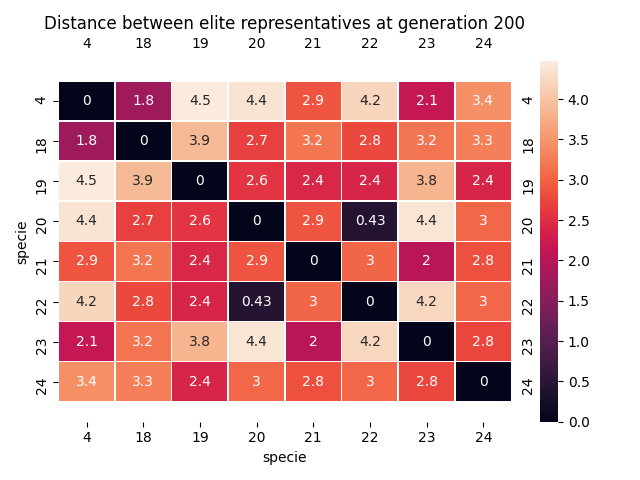 Distance between elite representatives at generation 200
4 18 19 20 21 22 23 24
4 0 1.8 4.5 4.4 2.9 4.2 2.1 3.4 4
18 1.8 0 3.9 2.7 3.2 2.8 3.2 3.3 18
19 4.5 3.9 0 2.6 2.4 2.4 3.8 2.4 19
20 4.4 2.7 2.6 0 2.9 0.43 4.4 3 20
21 2.9 3.2 2.4 2.9 0 3 2 2.8 21
22 4.2 2.8 2.4 0.43 3 0 4.2 3 22
23 2.1 3.2 3.8 4.4 2 4.2 0 2.8 23
24 3.4 3.3 2.4 3 2.8 3 2.8 0 24
4 18 19 20 21 22 23 24
specie
specie
4.0
3.5
3.0
2.5
2.0
1.5
1.0
0.5
0.0